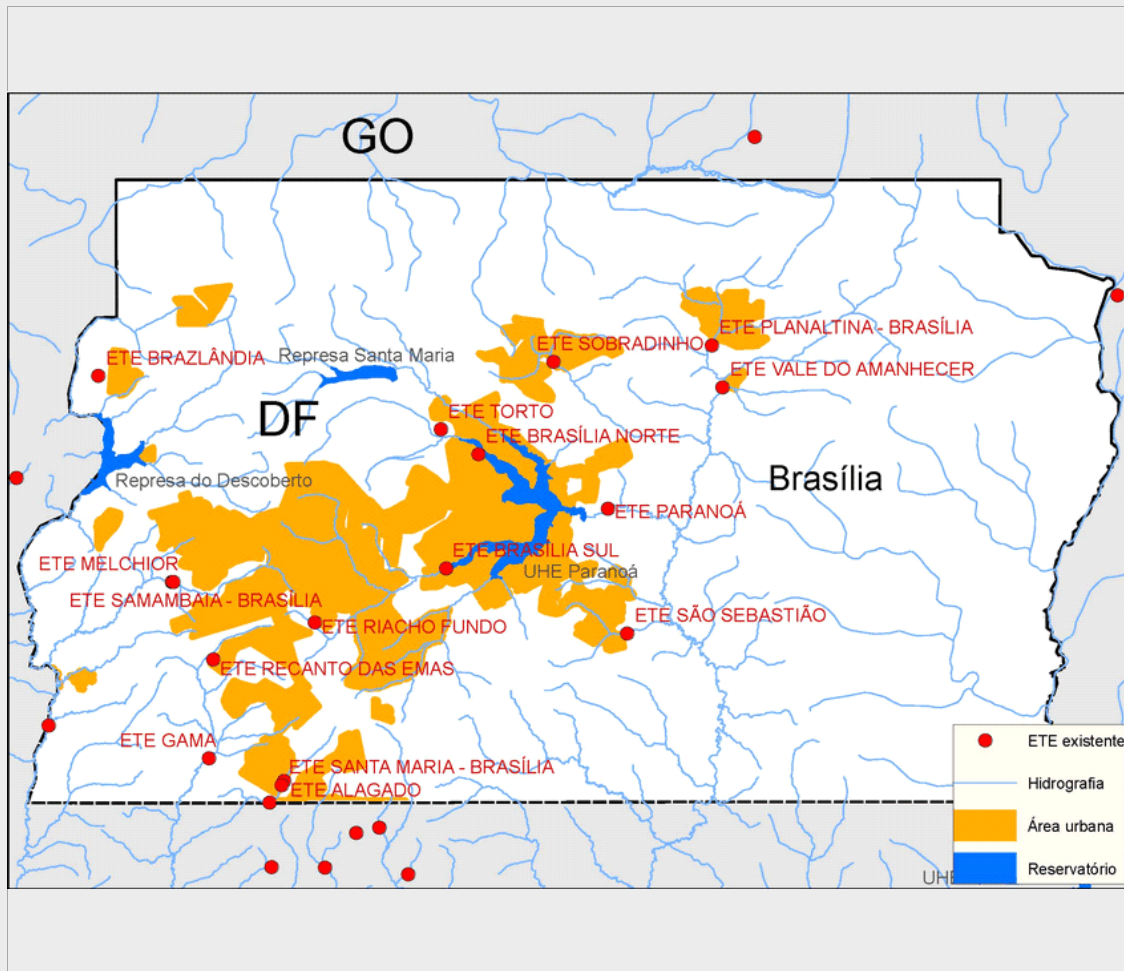 GO
ETE PLANALTINA - BRASÍLIA
ETE SOBRADINHO
ETE BRAZLÂNDIA
Represa Santa Maria
ETE VALE DO AMANHECER
DF
ETE TORTO
ETE BRASÍLIA NORTE
Brasília
Represa do Descoberto
ETE PARANOÁ
ETE BRASÍLIA SUL
ETE MELCHIOR
UHE Paranoá
ETE SAMAMBAIA - BRASÍLIA
ETE SÃO SEBASTIÃO
ETE RIACHO FUNDO
ETE RECANTO DAS EMAS
ETE GAMA
ETE existente
ETE SANTA MARIA - BRASÍLIA
Hidrografia
ETE ALAGADO
Área urbana
Reservatório
UHE